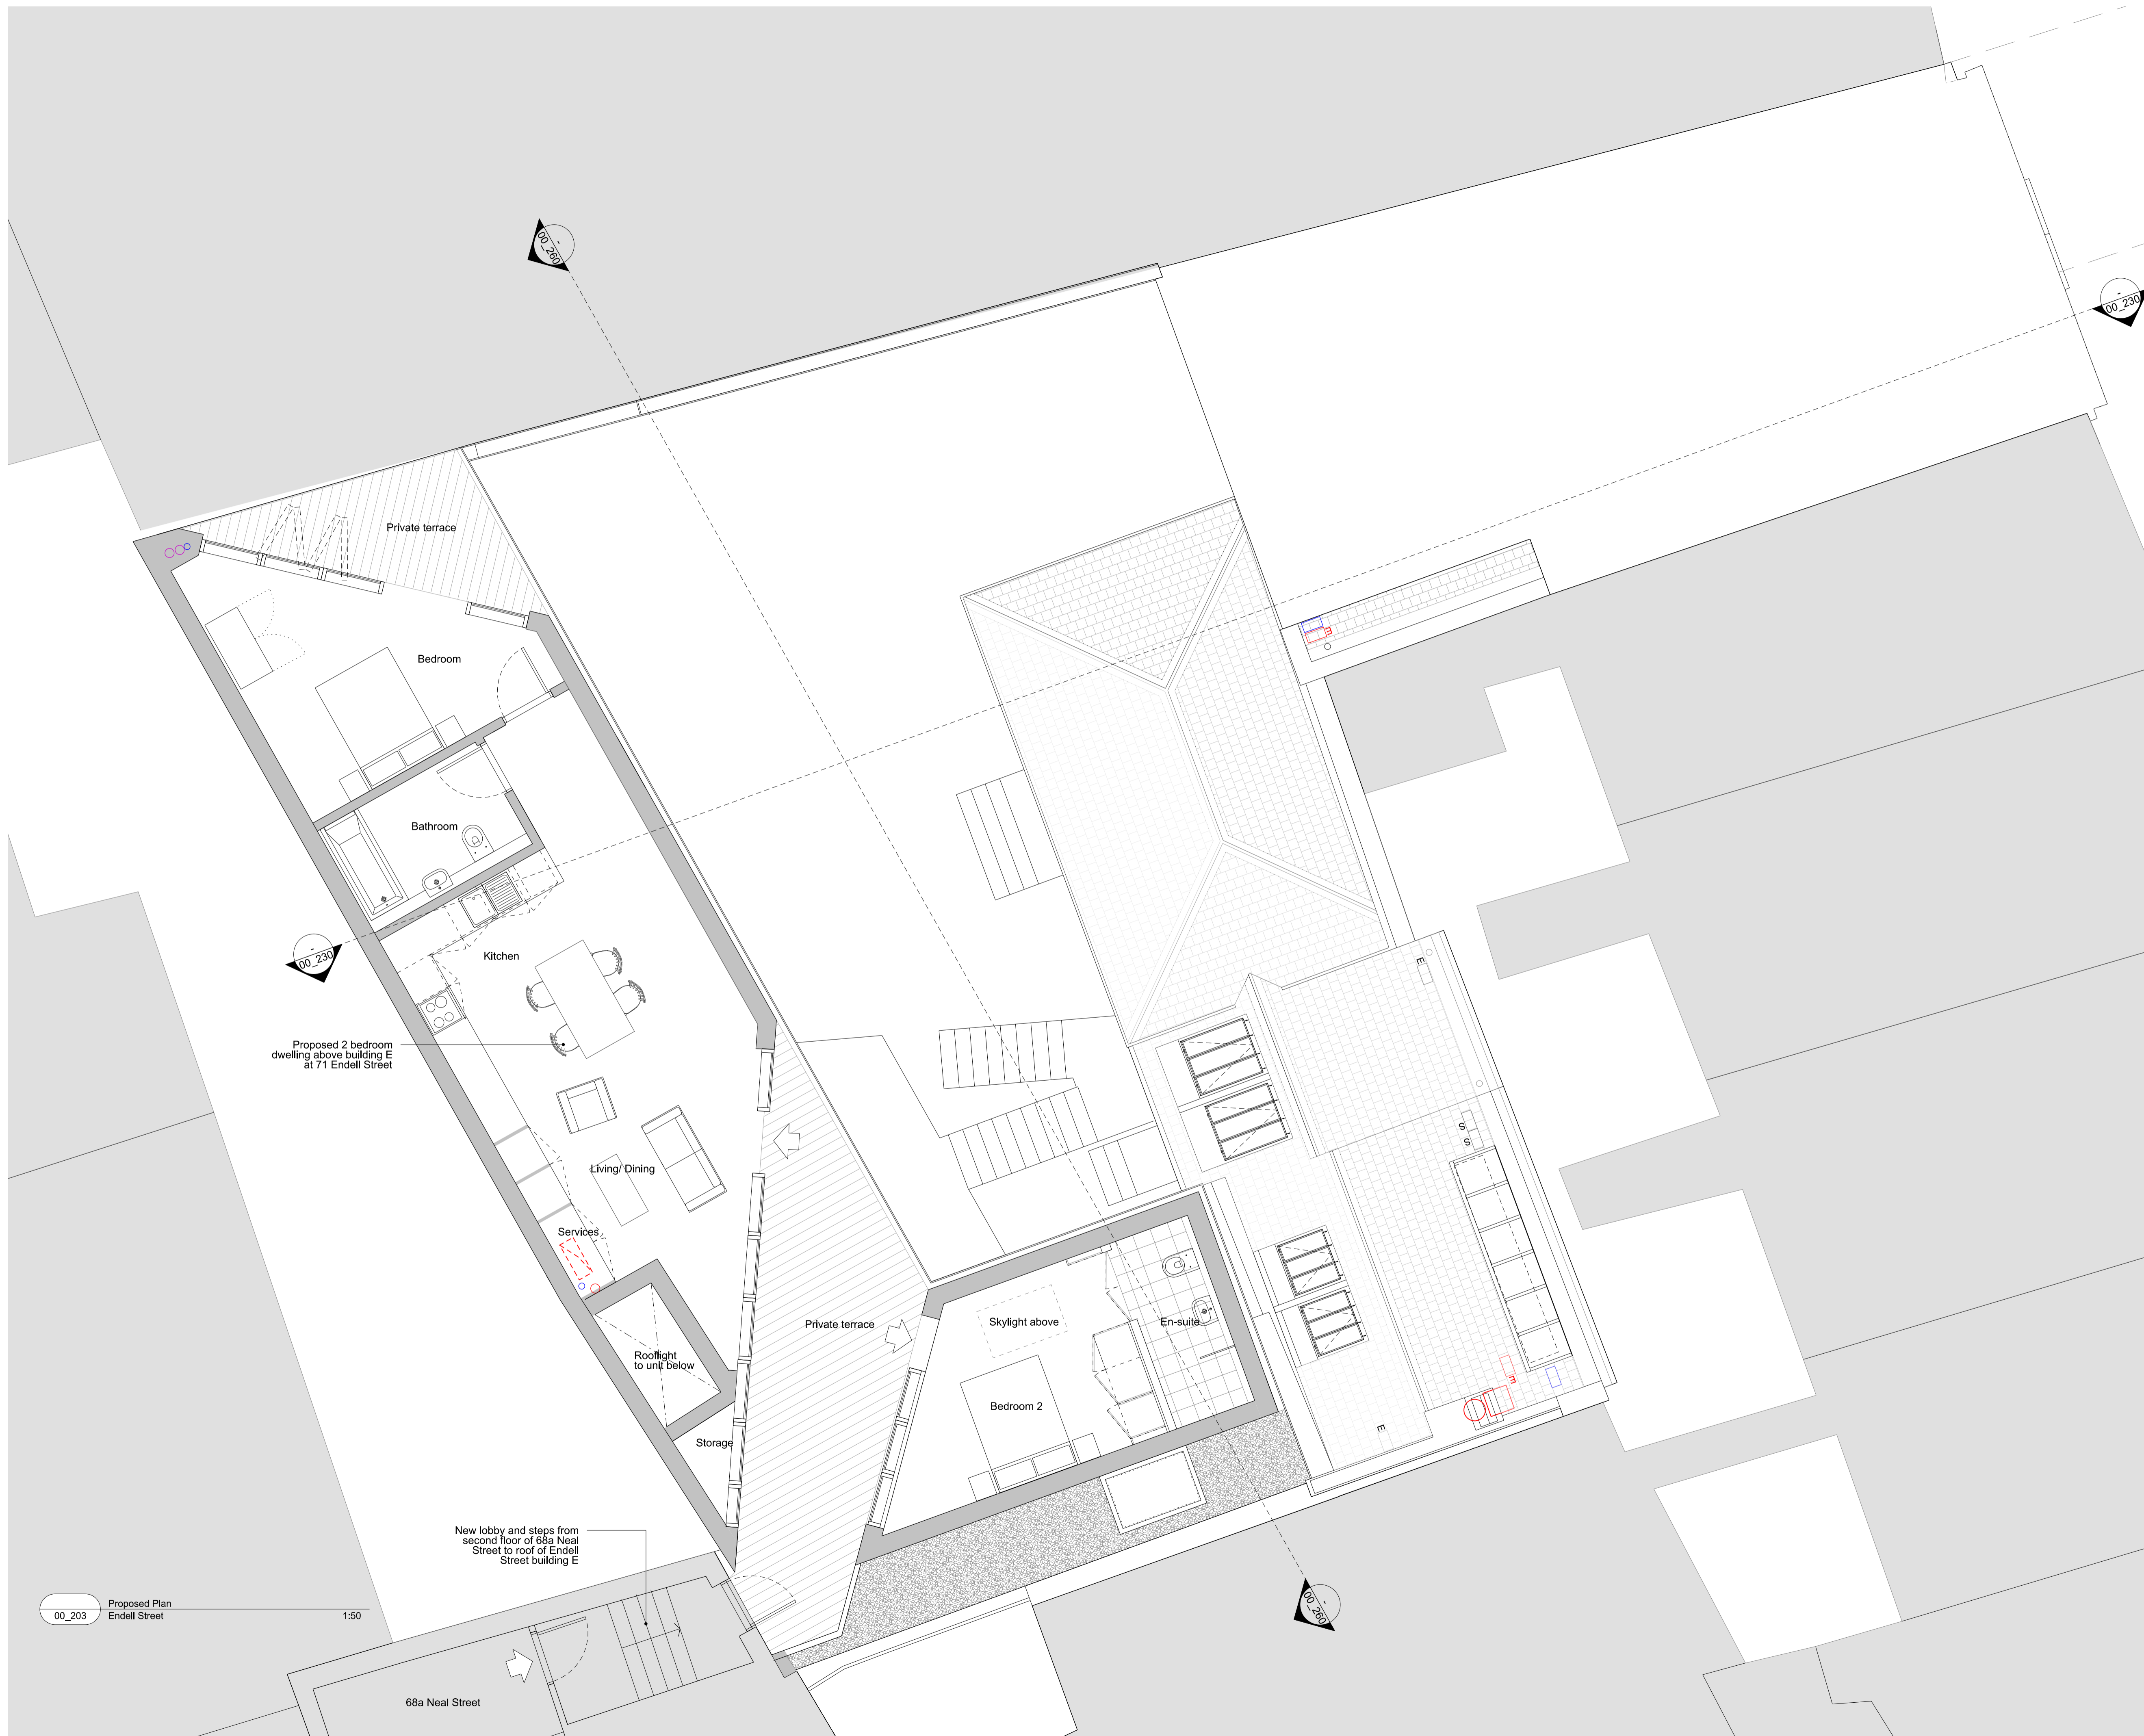 -
00_260
-
00_230
Private terrace
Bedroom
E
Bathroom
-
00_230
Kitchen
E
Proposed 2 bedroom
dwelling above building E
at 71 Endell Street
S
S
Living/ Dining
Services
Private terrace
Skylight above
En-suite
Rooflight
to unit below
E
Bedroom 2
E
Storage
New lobby and steps from
second floor of 68a Neal
Street to roof of Endell
Street building E
-
00_260
00_203
Proposed Plan
Endell Street
1:50
68a Neal Street